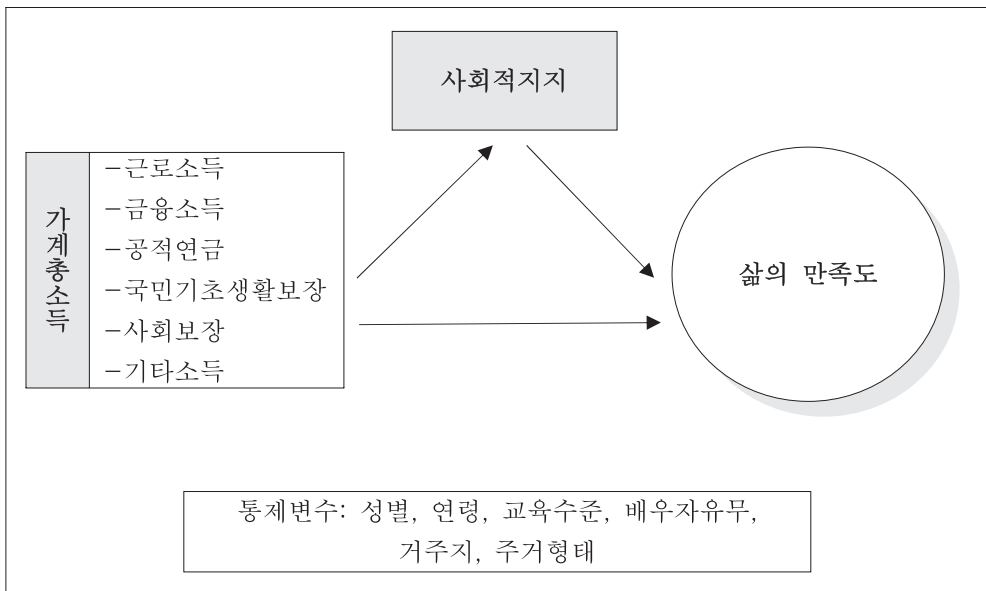 사회적지지
가계총소득
-근로소득
-금융소득
-공적연금
-국민기초생활보장
-사회보장
-기타소득
삶의 만족도
통제변수: 성별, 연령, 교육수준, 배우자유무,
거주지, 주거형태